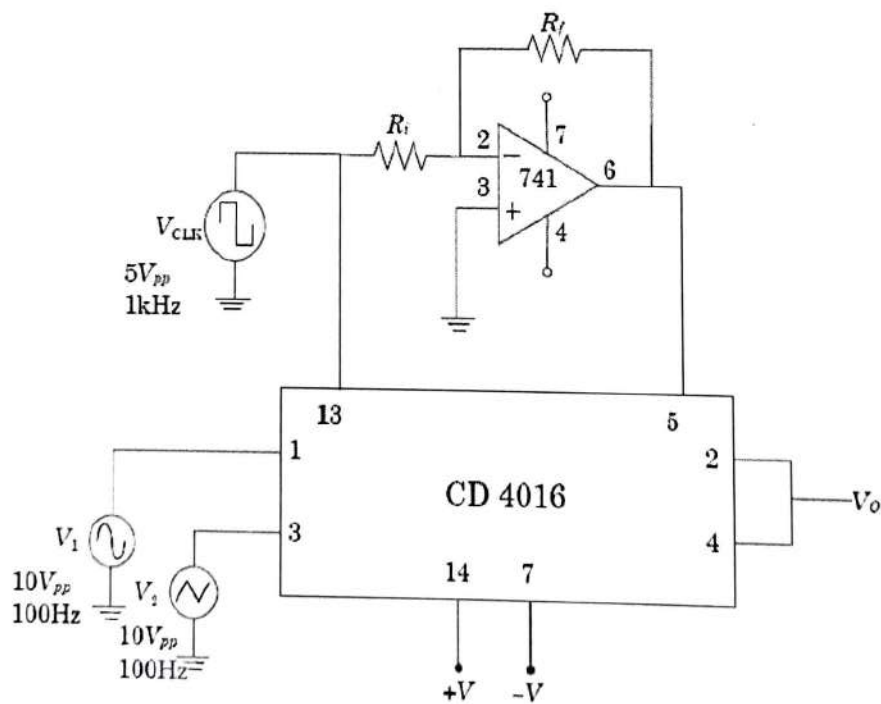 R_f
R_i
2
7
3
741
6
4
V_CLK
5V_pp
1kHz
13
5
1
2
CD 4016
V_O
3
4
V_1
14
7
10V_pp
100Hz
V_2
10V_pp
100Hz
+V
-V
−
+